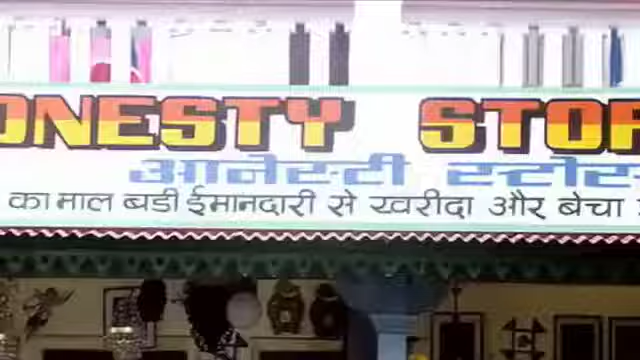 ONESTY STOR
आनेस्टी स्टोर
का माल बडी ईमानदारी से खरीदा और बेचा